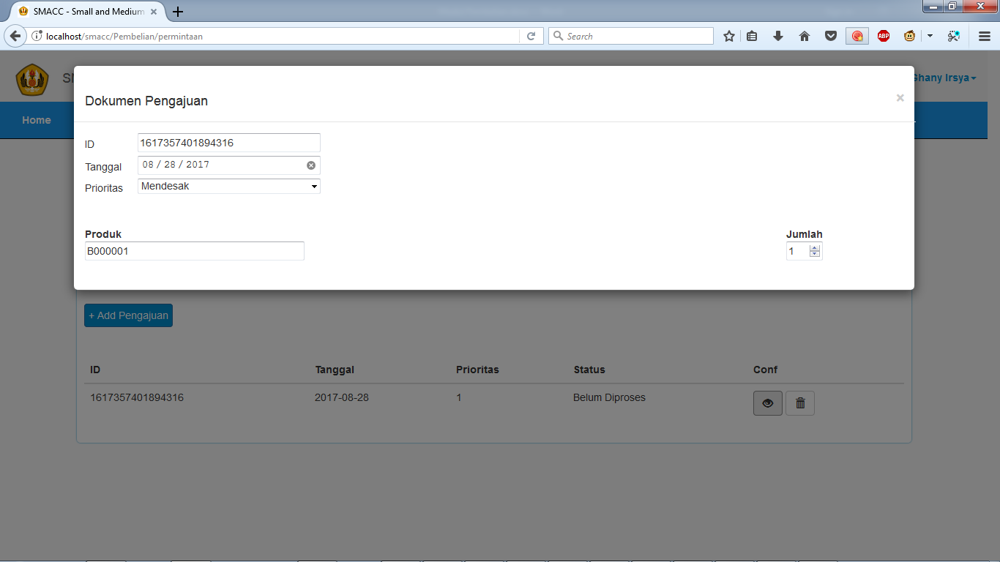 SMACC - Small and Medium
localhost/smacc/Pembelian/permintaan
Search
ABP
Ghany Irsya
Home
Dokumen Pengajuan
×
ID 1617357401894316
Tanggal 08 / 28 / 2017
Prioritas Mendesak
Produk Jumlah
B000001 1
+ Add Pengajuan
ID Tanggal Prioritas Status Conf
1617357401894316 2017-08-28 1 Belum Diproses